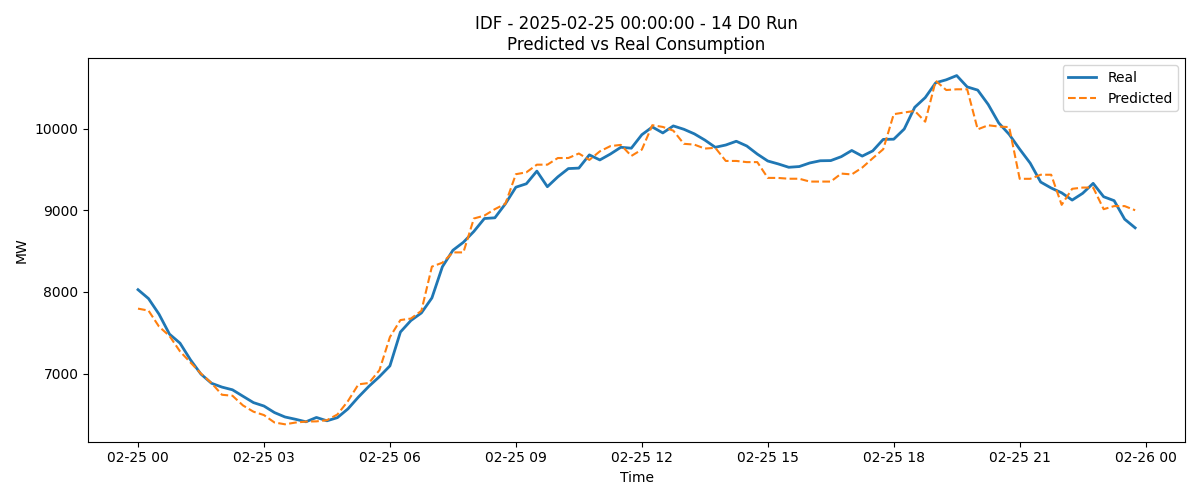 IDF - 2025-02-25 00:00:00 - 14 D0 Run
Predicted vs Real Consumption
Real
Predicted
MW
10000
9000
8000
7000
02-25 00
02-25 03
02-25 06
02-25 09
02-25 12
02-25 15
02-25 18
02-25 21
02-26 00
Time